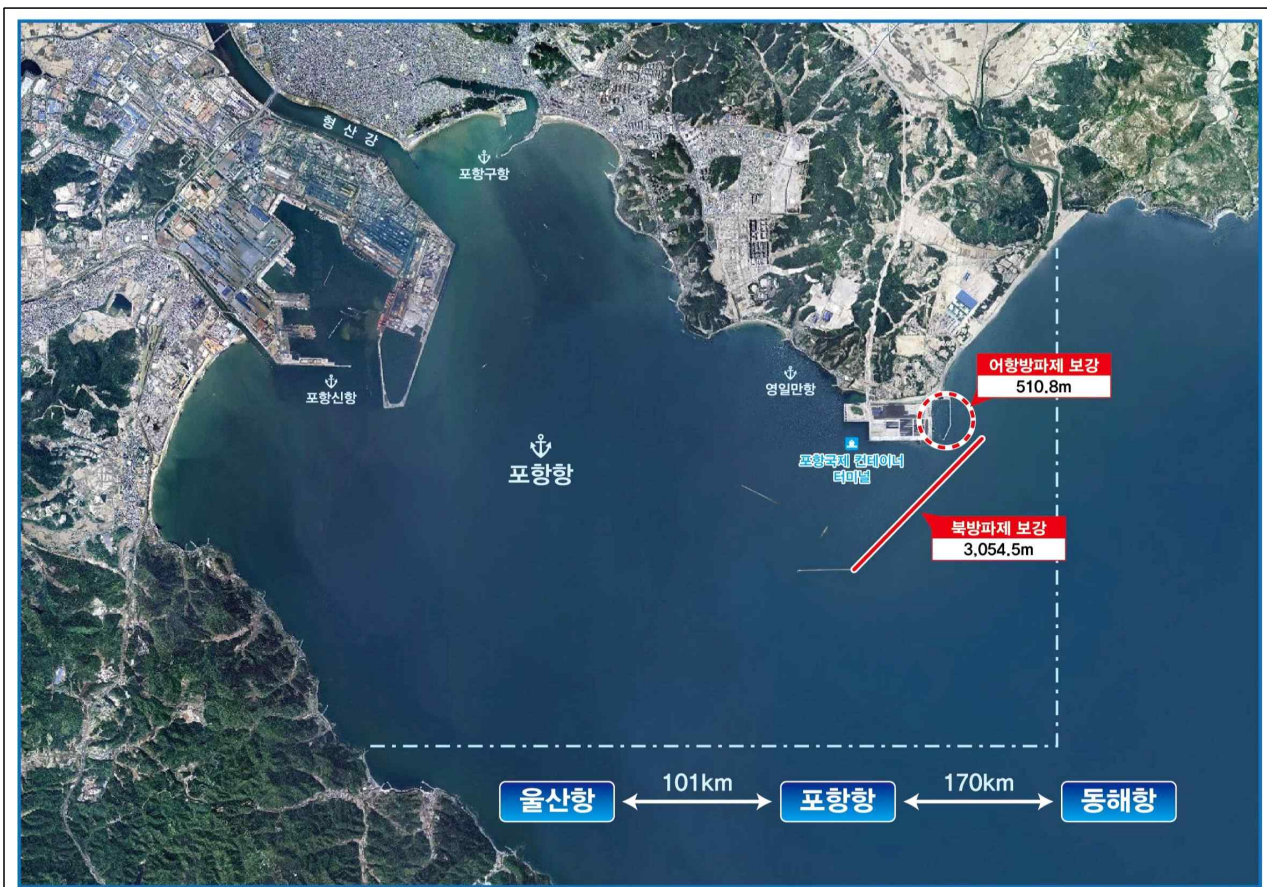 형산강
포항구항
포항신항
영일만항
어항방파제 보강
510.8m
포항항
포항국제 컨테이너
터미널
북방파제 보강
3,054.5m
울산항
101km
포항항
170km
동해항